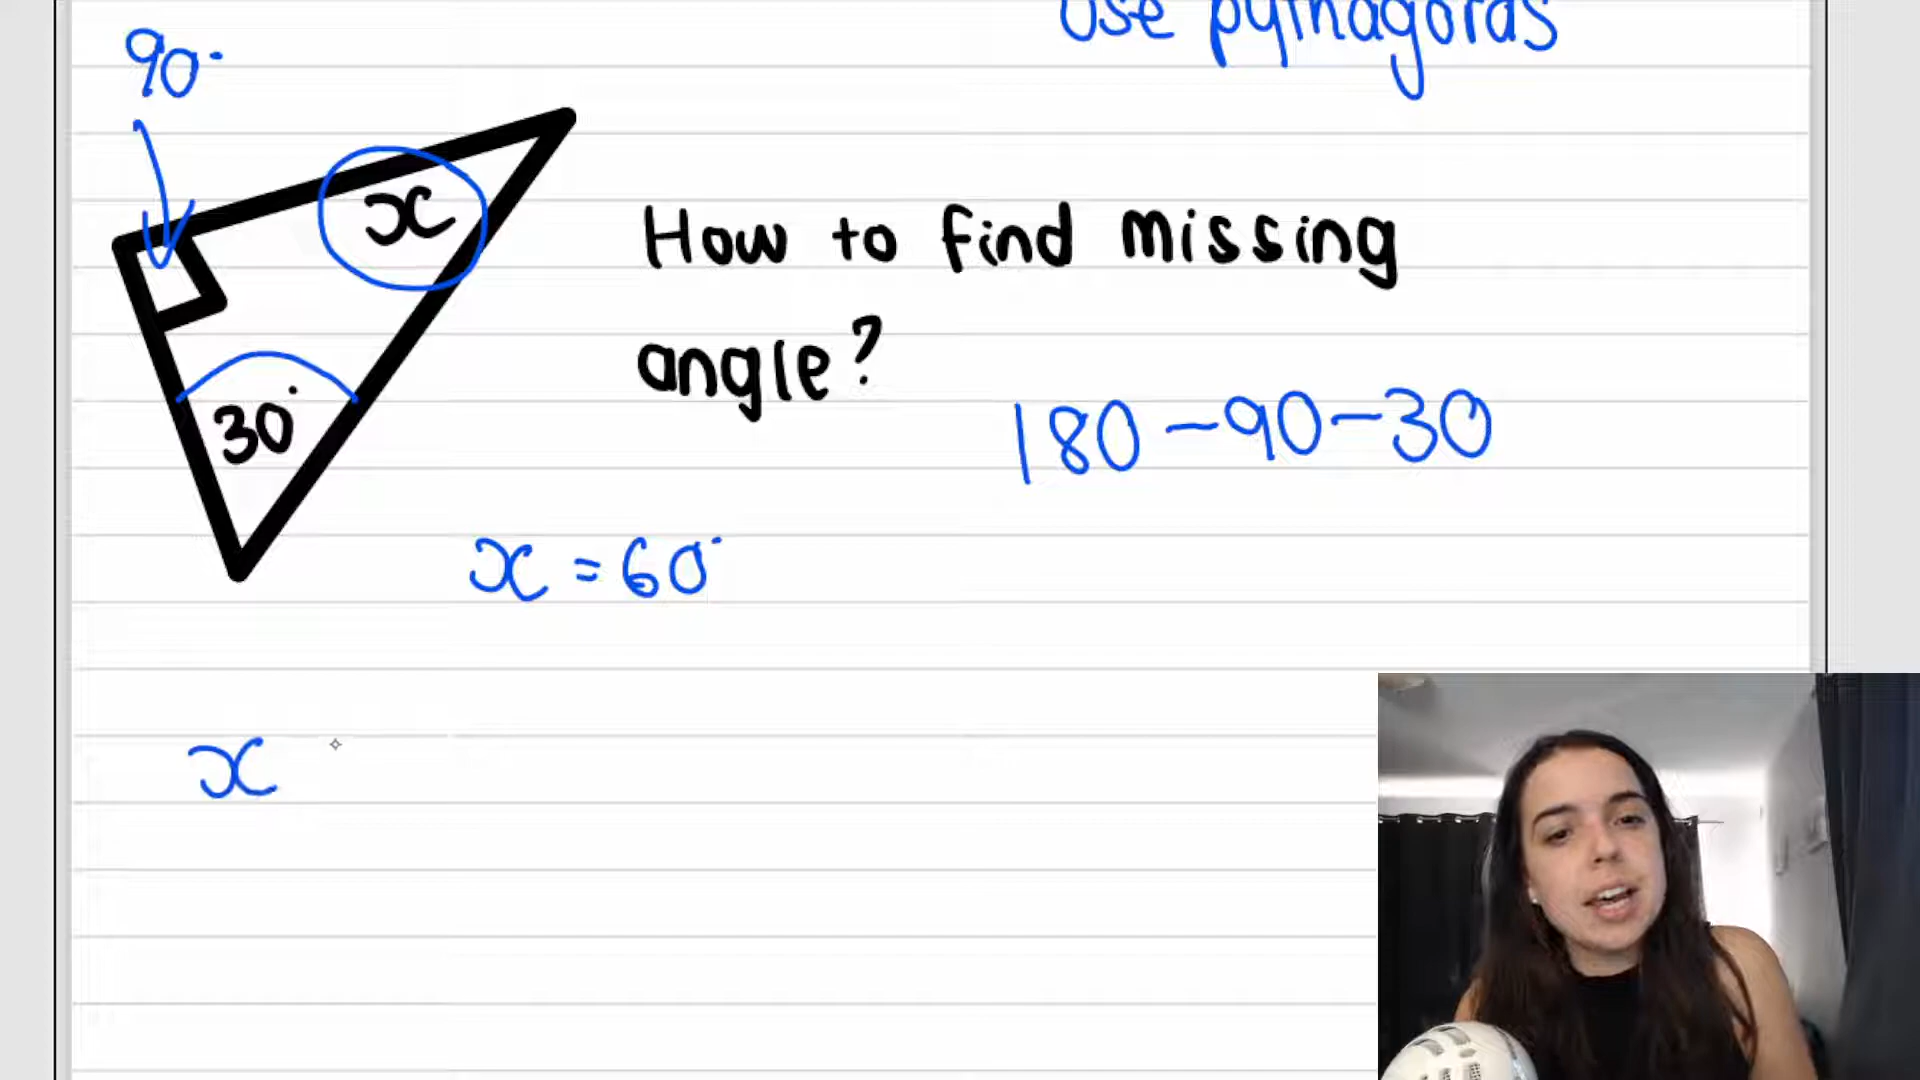 Use pythagoras
90°
x
How to find missing
angle?
180-90-30
30°
x = 60°
x